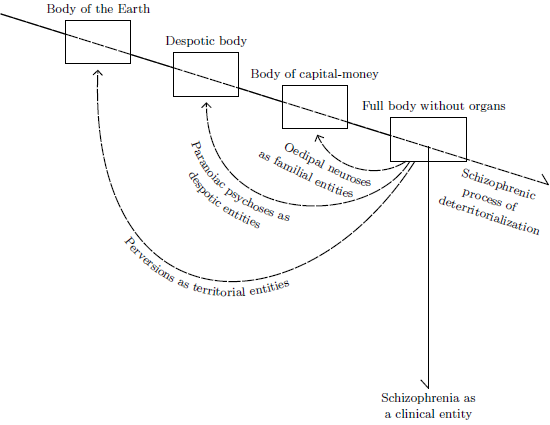 Body of the Earth
Despotic body
Body of capital-money
Full body without organs
Oedipal neuroses
as familial entities
Paranoiac psychoses as
despotic entities
Perversions as territorial entities
Schizophrenic
process of
deterritorialization
Schizophrenia as
a clinical entity